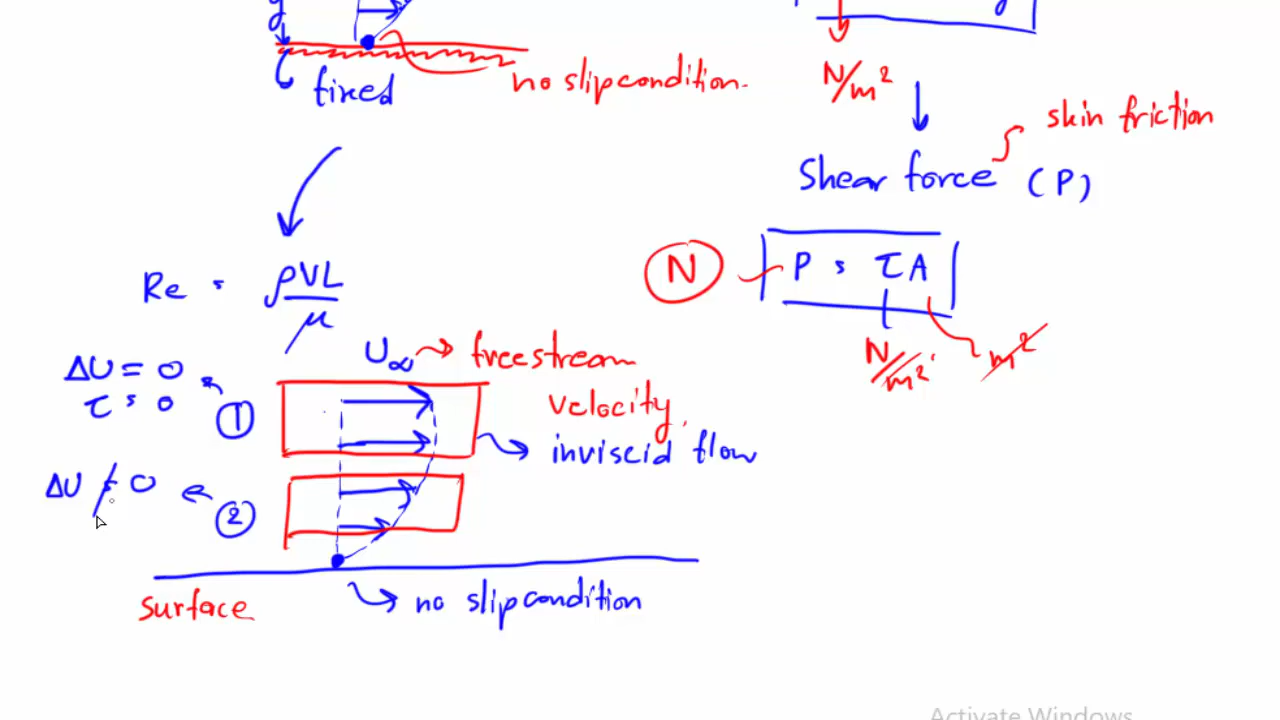 y
fixed
no slip condition.
N/m²
skin friction
Shear force (P)
N
P = τA
N/m²
m²
Re = ρVL/μ
U∞ → freestream
velocity
ΔU = 0
τ = 0
①
inviscid flow
ΔU ≠ 0
②
no slip condition
surface
Activate Windows